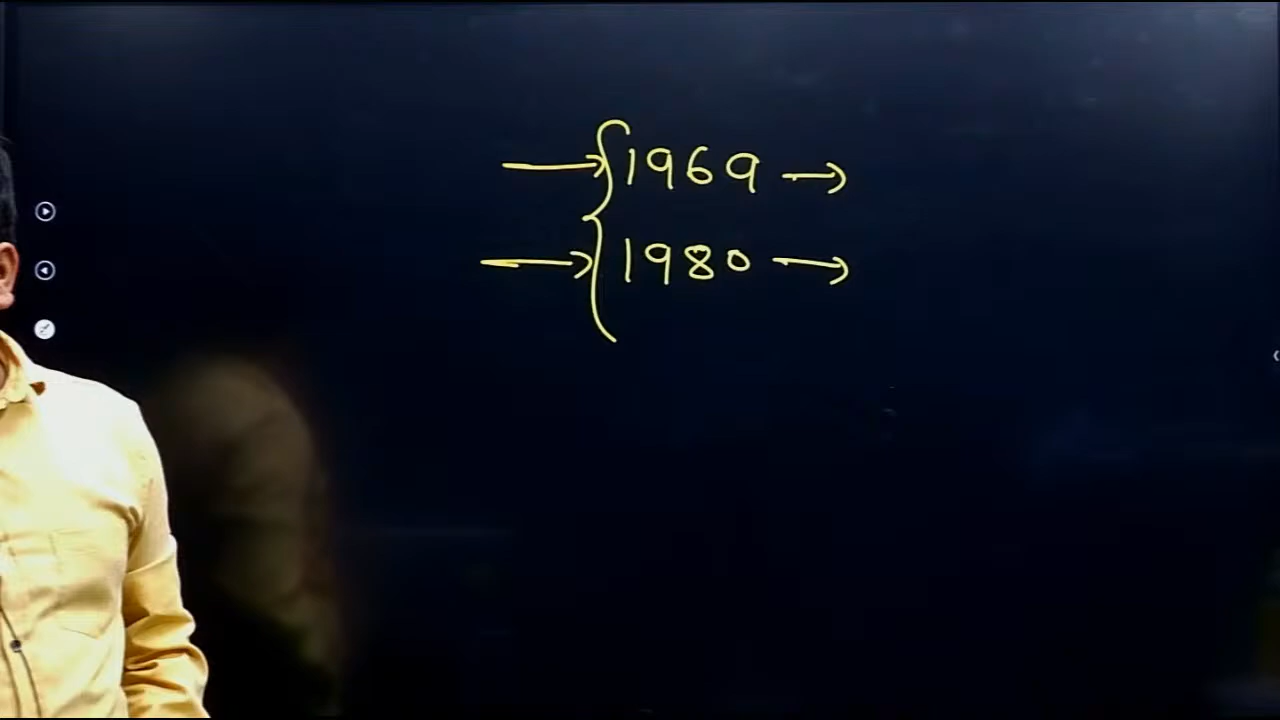 → { 1969 →
→ { 1980 →